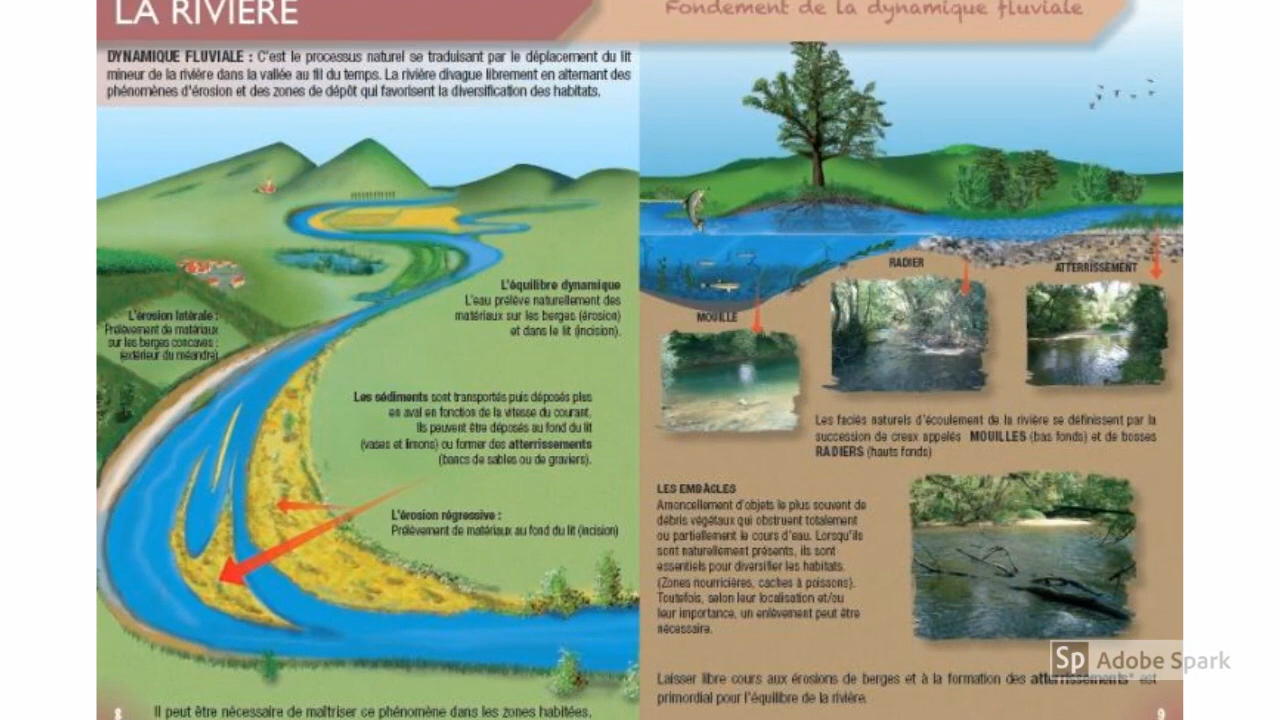 LA RIVIERE
Fondement de la dynamique fluviale
DYNAMIQUE FLUVIALE : C'est le processus naturel se traduisant par le déplacement du lit
mineur de la rivière dans la vallée au fil du temps. La rivière divague librement en alternant des
phénomènes d'érosion et des zones de dépôt qui favorisent la diversification des habitats.
L'équilibre dynamique
L'eau prélève naturellement des
matériaux sur les berges (érosion)
et dans le lit (incision).
L'érosion latérale :
Prélèvement de matériaux
sur les berges concaves :
(extérieur du méandre)
Les sédiments sont transportés puis déposés plus
en aval en fonction de la vitesse du courant.
Ils peuvent être déposés au fond du lit
(vases et limons) ou former des atterrissements
(bancs de sables ou de graviers).
L'érosion régressive :
Prélèvement de matériaux au fond du lit (incision)
8
Il peut être nécessaire de maîtriser ce phénomène dans les zones habitées.
RADIER
ATTERRISSEMENT
MOUILLE
Les faciès naturels d'écoulement de la rivière se définissent par la
succession de creux appelés MOUILLES (bas fonds) et de bosses
RADIERS (hauts fonds)
LES EMBÂCLES
Amoncellement d'objets le plus souvent de
débris végétaux qui obstruent totalement
ou partiellement le cours d'eau. Lorsqu'ils
sont naturellement présents, ils sont
essentiels pour diversifier les habitats.
(Zones nourricières, caches à poissons).
Toutefois, selon leur localisation et/ou
leur importance, un enlèvement peut être
nécessaire.
Laisser libre cours aux érosions de berges et à la formation des atterrissements* est
primordial pour l'équilibre de la rivière.
9
Sp Adobe Spark